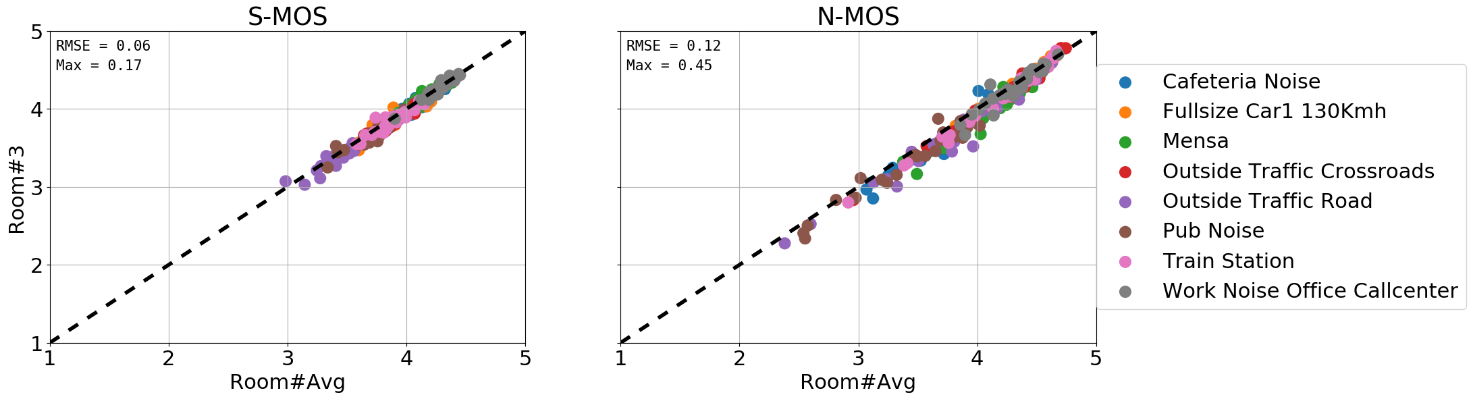 S-MOS
RMSE = 0.06
Max = 0.17
5
4
3
2
1
1
2
3
4
5
Room#3
Room#Avg
N-MOS
RMSE = 0.12
Max = 0.45
1
2
3
4
5
Room#Avg
Cafeteria Noise
Fullsize Car1 130Kmh
Mensa
Outside Traffic Crossroads
Outside Traffic Road
Pub Noise
Train Station
Work Noise Office Callcenter